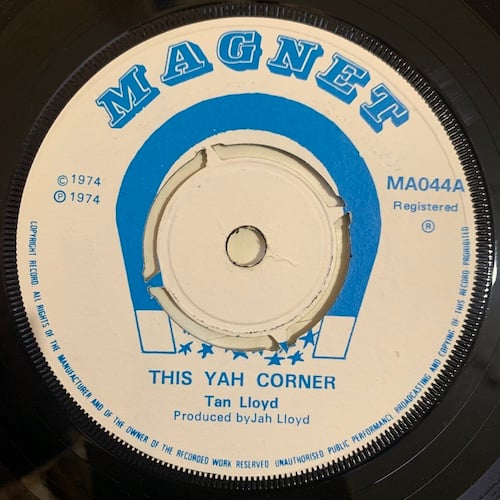 MAGNET
© 1974
℗ 1974
MA044A
Registered
®
THIS YAH CORNER
Tan Lloyd
Produced byJah Lloyd
COPYRIGHT RECORD. ALL RIGHTS OF THE MANUFACTURER AND OF THE OWNER OF THE RECORDED WORK RESERVED UNAUTHORISED PUBLIC PERFORMANCE BROADCASTING AND COPYING OF THIS RECORD PROHIBITED